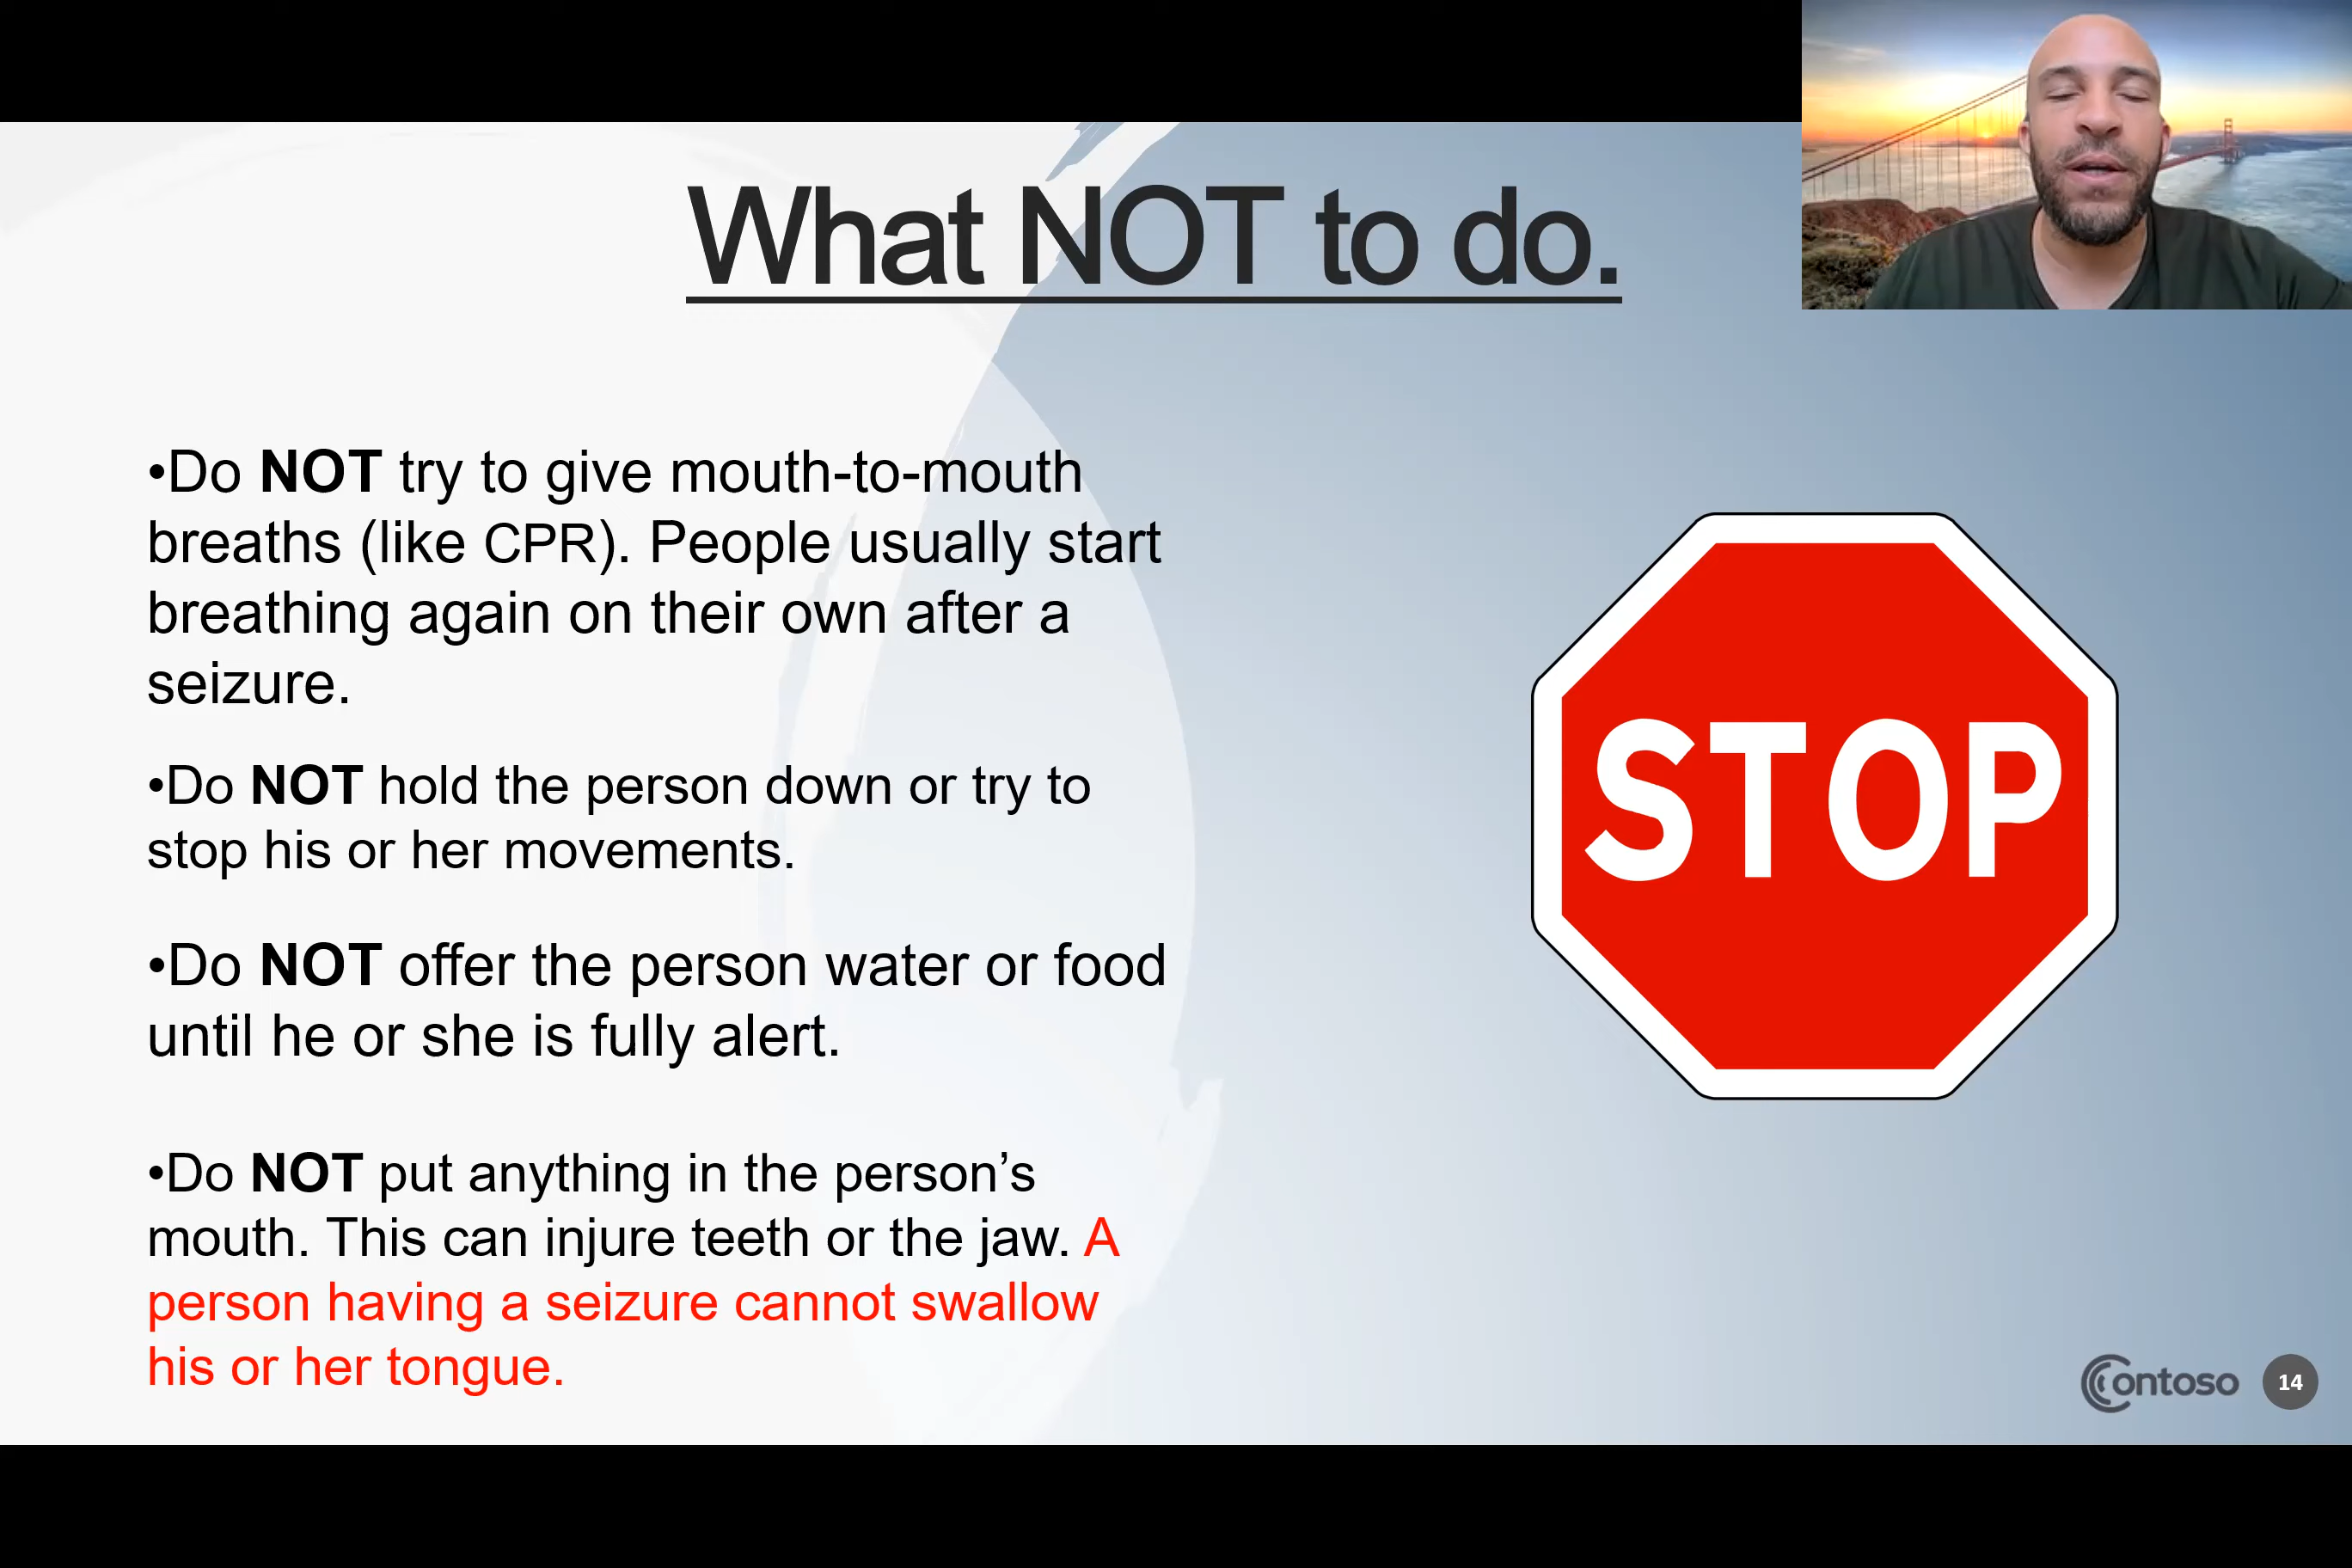 What NOT to do.
•Do NOT try to give mouth-to-mouth
breaths (like CPR). People usually start
breathing again on their own after a
seizure.
•Do NOT hold the person down or try to
stop his or her movements.
•Do NOT offer the person water or food
until he or she is fully alert.
•Do NOT put anything in the person’s
mouth. This can injure teeth or the jaw. A
person having a seizure cannot swallow
his or her tongue.
STOP
Contoso
14